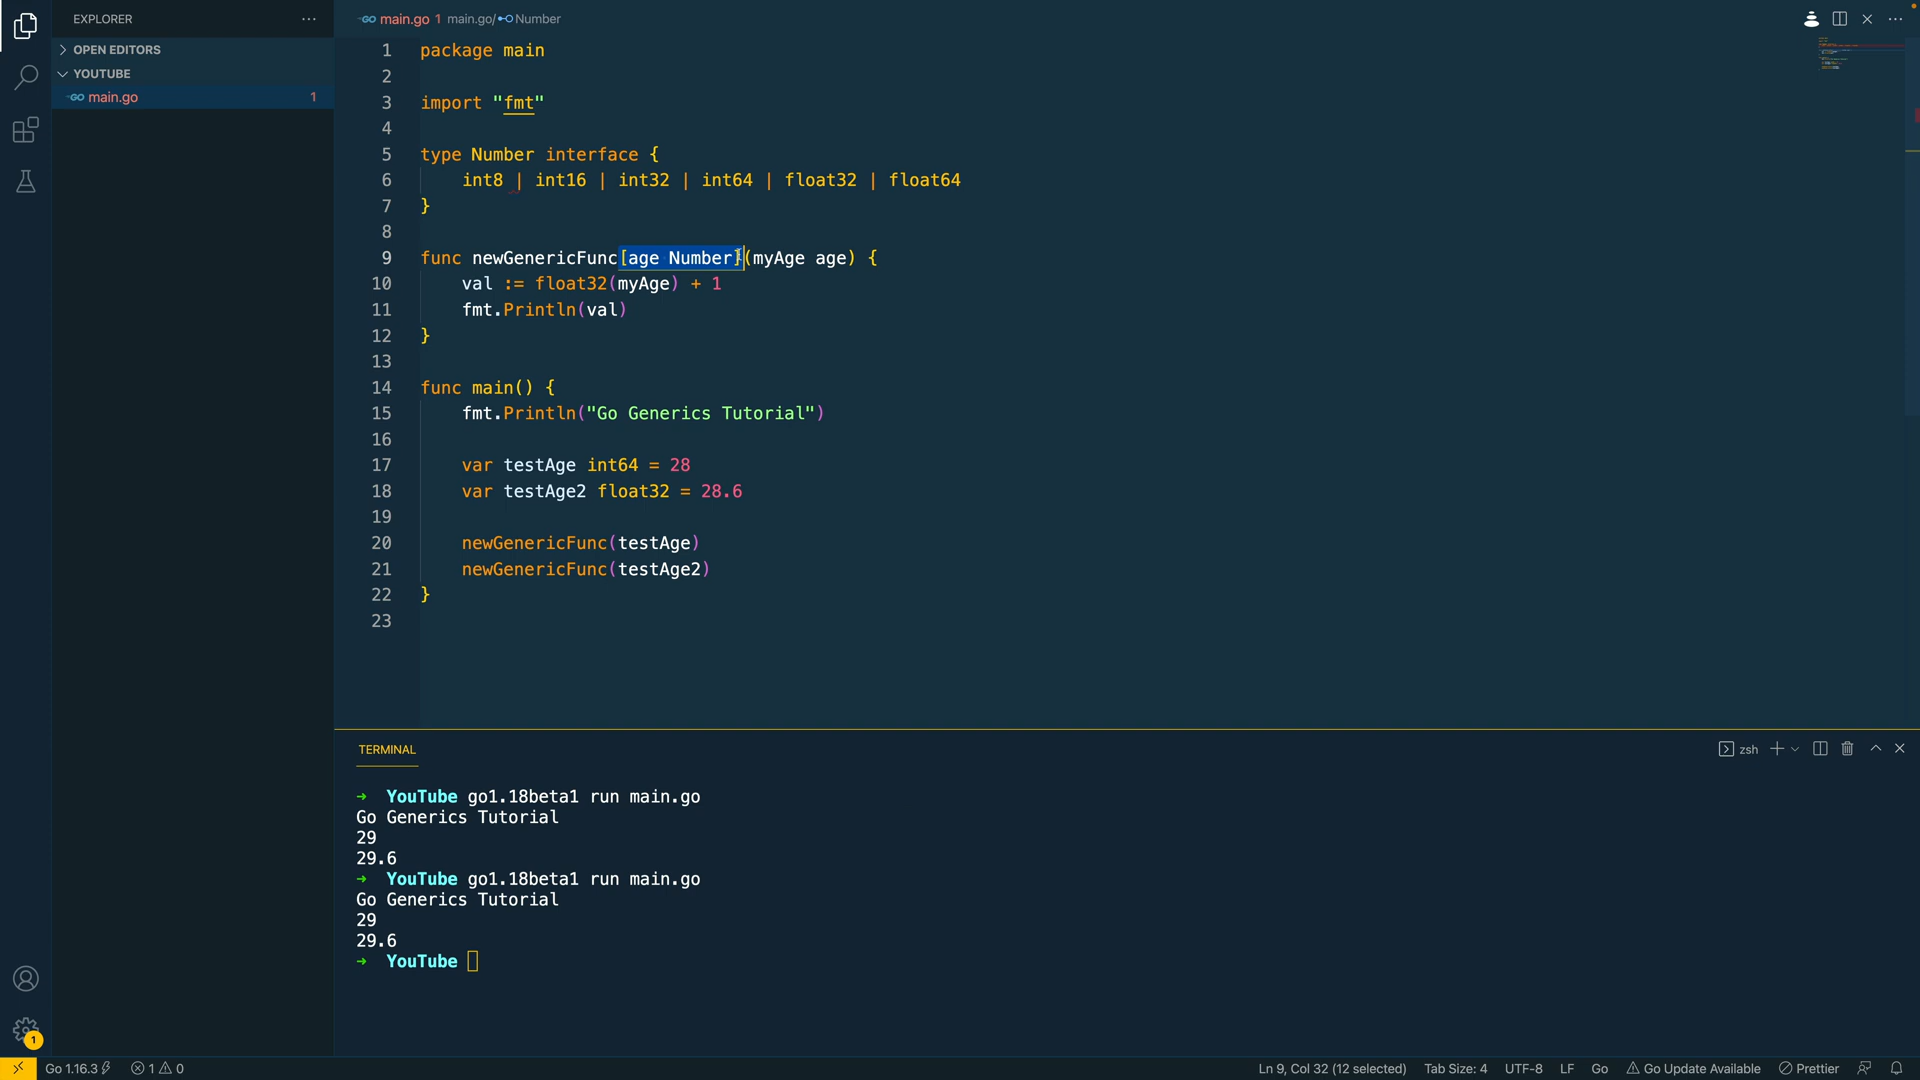 EXPLORER
OPEN EDITORS
YOUTUBE
GO main.go 1
GO main.go 1 main.go/ Number
1 package main
2
3 import "fmt"
4
5 type Number interface {
6 int8 | int16 | int32 | int64 | float32 | float64
7 }
8
9 func newGenericFunc[age Number](myAge age) {
10 val := float32(myAge) + 1
11 fmt.Println(val)
12 }
13
14 func main() {
15 fmt.Println("Go Generics Tutorial")
16
17 var testAge int64 = 28
18 var testAge2 float32 = 28.6
19
20 newGenericFunc(testAge)
21 newGenericFunc(testAge2)
22 }
23
TERMINAL
zsh
→ YouTube go1.18beta1 run main.go
Go Generics Tutorial
29
29.6
→ YouTube go1.18beta1 run main.go
Go Generics Tutorial
29
29.6
→ YouTube
1
Go 1.16.3 1 0 Ln 9, Col 32 (12 selected) Tab Size: 4 UTF-8 LF Go Go Update Available Prettier